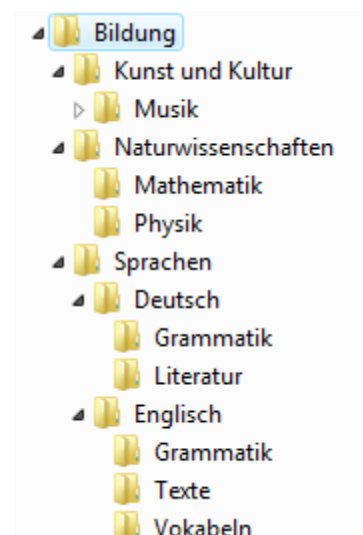 Bildung
Kunst und Kultur
Musik
Naturwissenschaften
Mathematik
Physik
Sprachen
Deutsch
Grammatik
Literatur
Englisch
Grammatik
Texte
Vokabeln